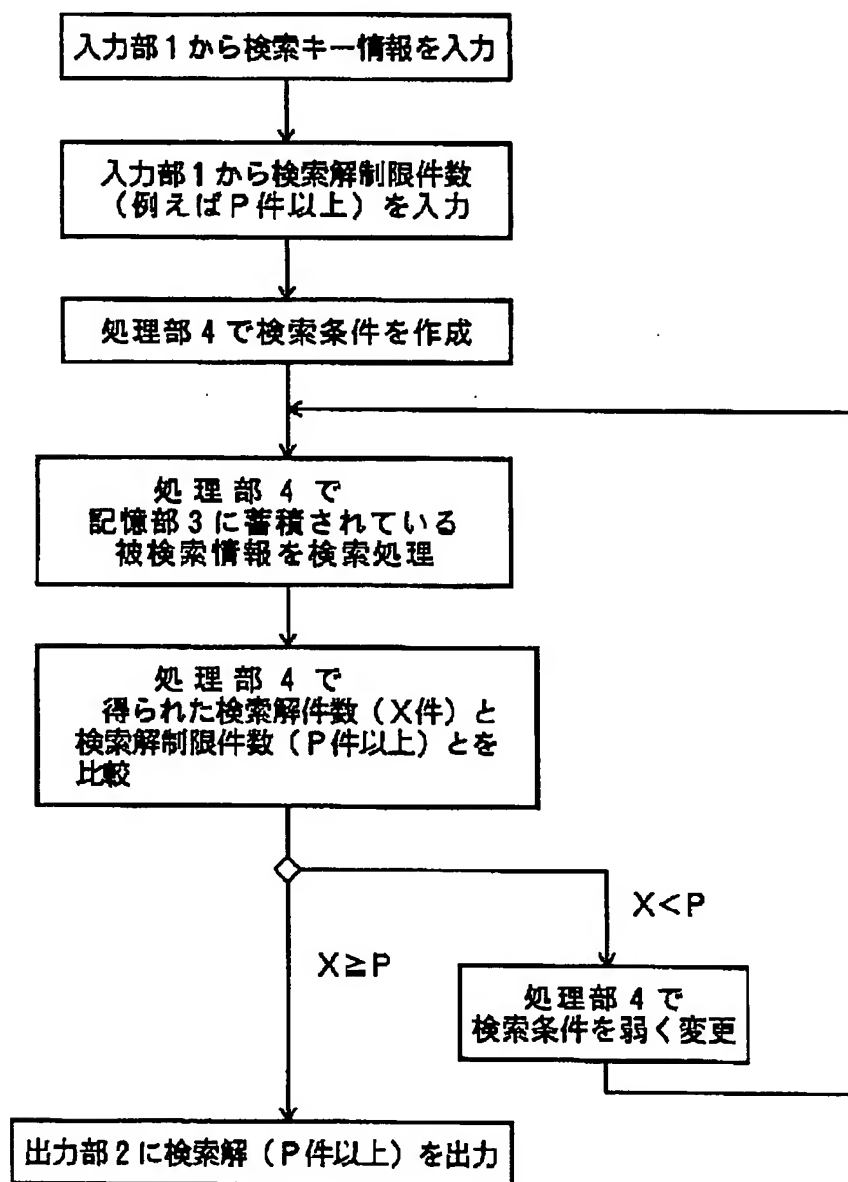 入力部1から検索キー情報を入力
入力部1から検索解制限件数
（例えばP件以上）を入力
処理部4で検索条件を作成
処理部4で
記憶部3に蓄積されている
被検索情報を検索処理
処理部4で
得られた検索解件数（X件）と
検索解制限件数（P件以上）とを
比較
X＜P
X≧P
処理部4で
検索条件を弱く変更
出力部2に検索解（P件以上）を出力